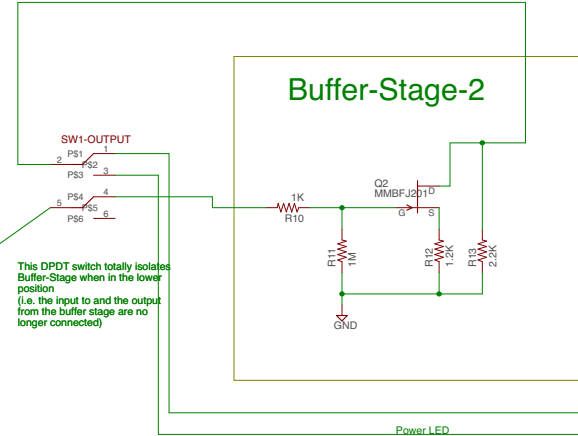 Buffer-Stage-2
SW1-OUTPUT
P$1 1
2 P$2
P$3 3
P$4 4
5 P$5
P$6 6
Q2
MMBFJ201
D
G S
1K
R10
R11
1M
R12
1.2K
R13
2.2K
GND
This DPDT switch totally isolates
Buffer-Stage when in the lower
position
(i.e. the input to and the output
from the buffer stage are no
longer connected)
Power LED